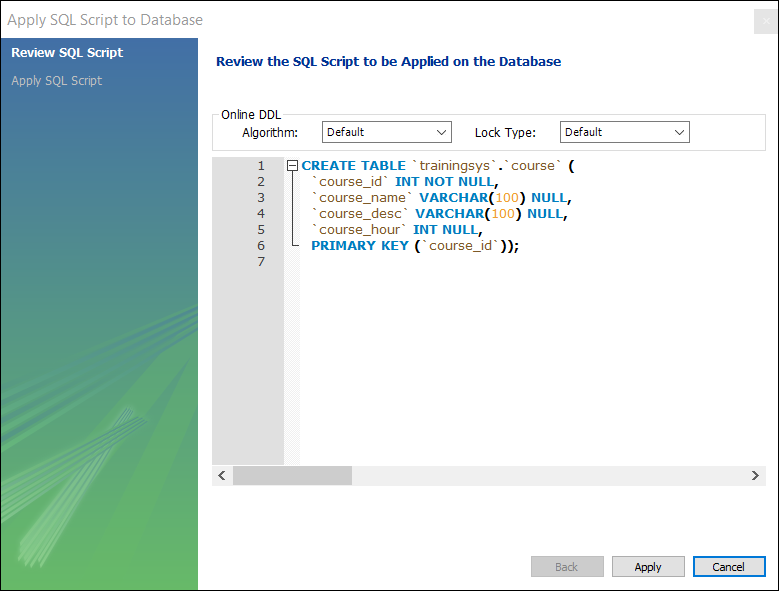 Apply SQL Script to Database
Review SQL Script
Apply SQL Script
Review the SQL Script to be Applied on the Database
Online DDL
Algorithm: Default Lock Type: Default
1 CREATE TABLE `trainingsys`.`course` (
2 `course_id` INT NOT NULL,
3 `course_name` VARCHAR(100) NULL,
4 `course_desc` VARCHAR(100) NULL,
5 `course_hour` INT NULL,
6 PRIMARY KEY (`course_id`));
7
Back Apply Cancel